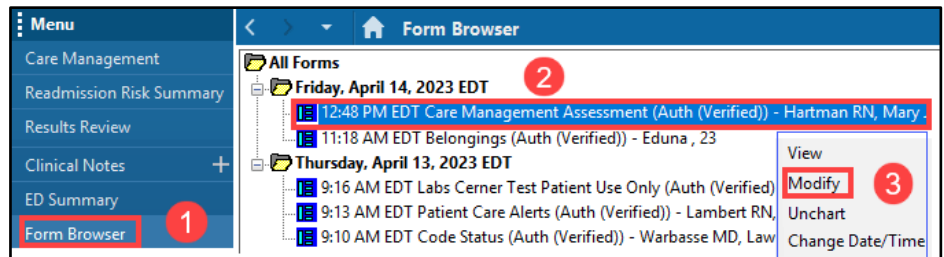 Menu
Care Management
Readmission Risk Summary
Results Review
Clinical Notes +
ED Summary
Form Browser
1
Form Browser
All Forms
2
Friday, April 14, 2023 EDT
12:48 PM EDT Care Management Assessment (Auth (Verified)) - Hartman RN, Mary
11:18 AM EDT Belongings (Auth (Verified)) - Eduna , 23
Thursday, April 13, 2023 EDT
9:16 AM EDT Labs Cerner Test Patient Use Only (Auth (Verified)
9:13 AM EDT Patient Care Alerts (Auth (Verified)) - Lambert RN,
9:10 AM EDT Code Status (Auth (Verified)) - Warbasse MD, Law
View
Modify
3
Unchart
Change Date/Time